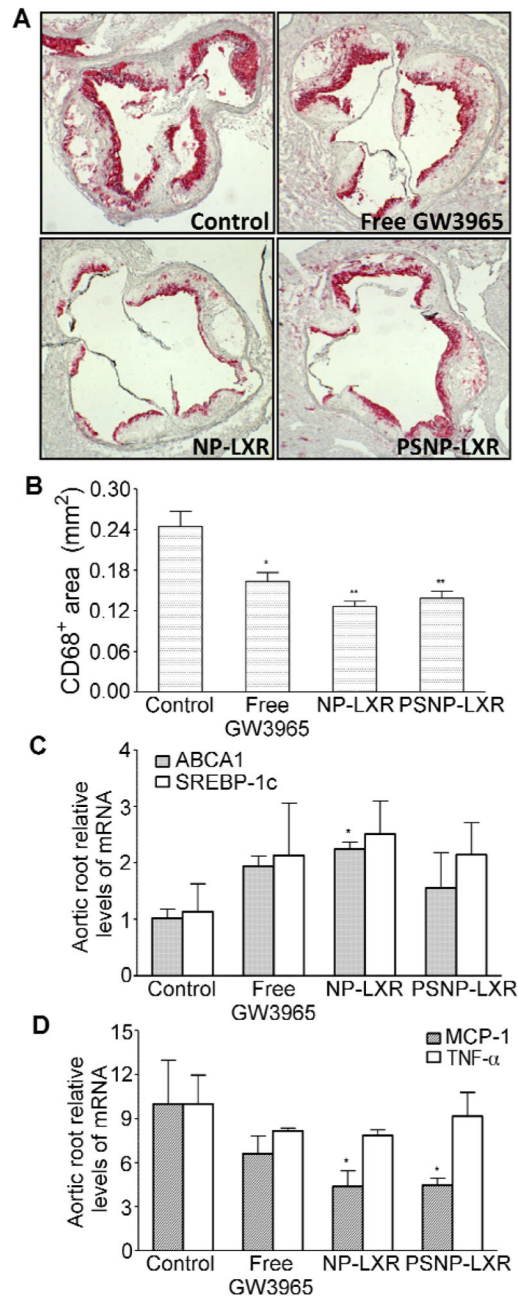 A
Control
Free GW3965
NP-LXR
PSNP-LXR
B
CD68+ area (mm2)
0.30
0.24
0.18
0.12
0.06
0.00
*
**
**
Control
Free
GW3965
NP-LXR
PSNP-LXR
C
Aortic root relative
levels of mRNA
ABCA1
SREBP-1c
4
3
2
1
0
*
Control
Free
GW3965
NP-LXR
PSNP-LXR
D
Aortic root relative
levels of mRNA
MCP-1
TNF-α
15
12
9
6
3
0
*
*
Control
Free
GW3965
NP-LXR
PSNP-LXR